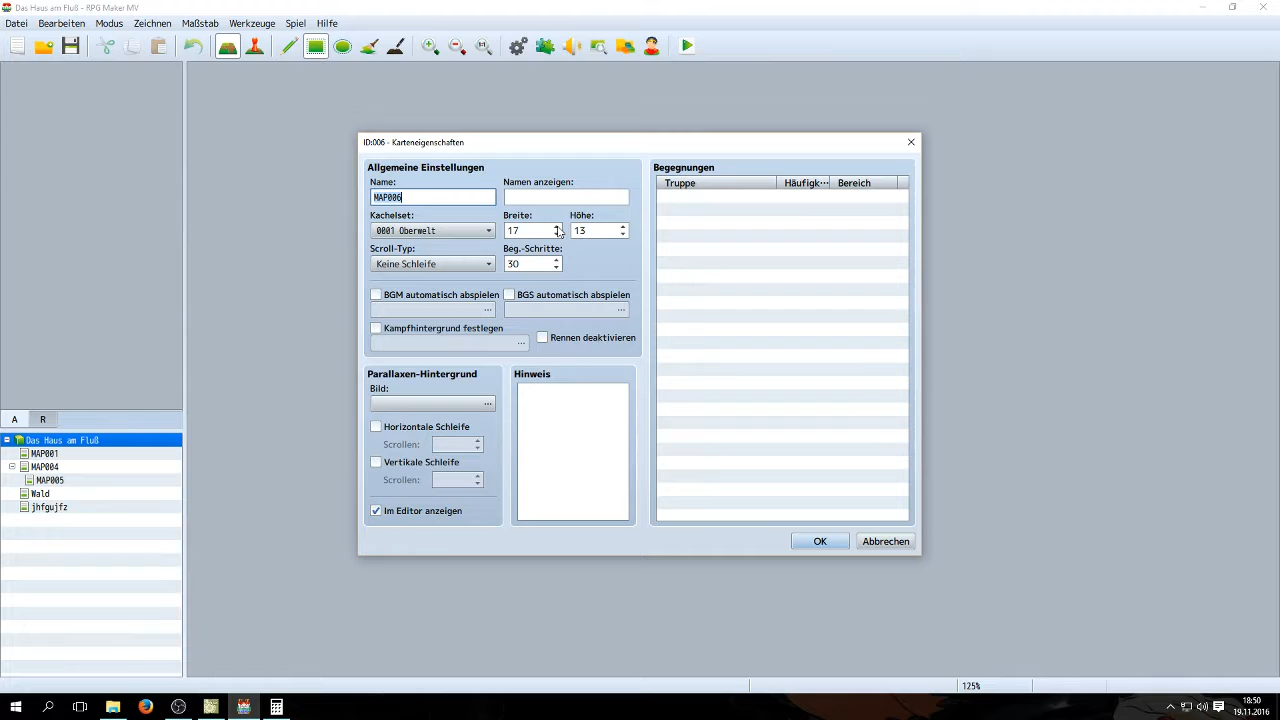 Das Haus am Fluß - RPG Maker MV
Datei Bearbeiten Modus Zeichnen Maßstab Werkzeuge Spiel Hilfe
1:1
ID:006 - Karteneigenschaften
Allgemeine Einstellungen
Name: Namen anzeigen:
MAP006
Kachelset: Breite: Höhe:
0001 Oberwelt 17 13
Scroll-Typ: Beg.-Schritte:
Keine Schleife 30
BGM automatisch abspielen BGS automatisch abspielen
... ...
Kampfhintergrund festlegen
Rennen deaktivieren
...
Parallaxen-Hintergrund
Bild:
...
Horizontale Schleife
Scrollen:
Vertikale Schleife
Scrollen:
Im Editor anzeigen
Hinweis
Begegnungen
Truppe Häufigk··· Bereich
OK Abbrechen
A R
Das Haus am Fluß
MAP001
MAP004
MAP005
Wald
jhfgujfz
125%
18:50
19.11.2016